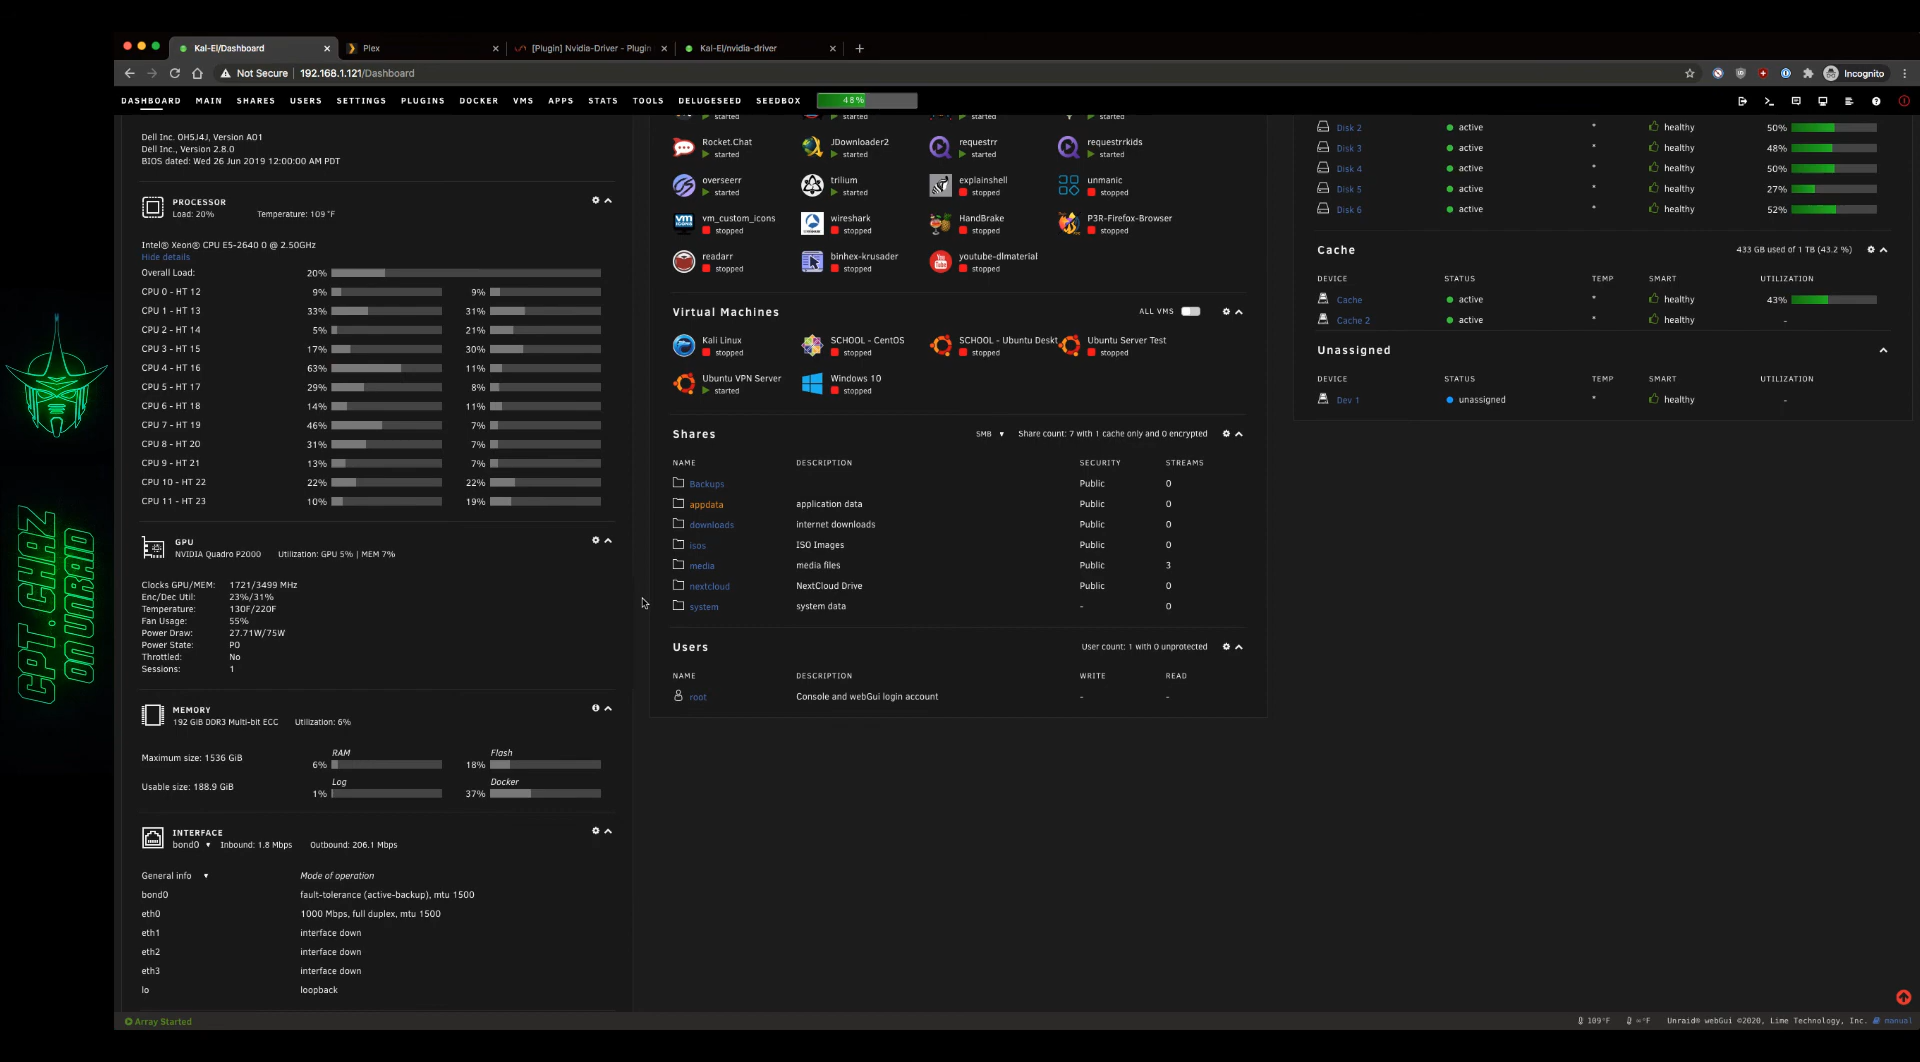 Kal-El/Dashboard
Plex
[Plugin] Nvidia-Driver - Plugin
Kal-El/nvidia-driver
Not Secure | 192.168.1.121/Dashboard
Incognito
DASHBOARD MAIN SHARES USERS SETTINGS PLUGINS DOCKER VMS APPS STATS TOOLS DELUGESEED SEEDBOX 48%
CPT.CHAZ
ON UNRAID
Dell Inc. 0H5J4J, Version A01
Dell Inc., Version 2.8.0
BIOS dated: Wed 26 Jun 2019 12:00:00 AM PDT
PROCESSOR
Load: 20% Temperature: 109 °F
Intel® Xeon® CPU E5-2640 0 @ 2.50GHz
Hide details
Overall Load: 20%
CPU 0 - HT 12 9% 9%
CPU 1 - HT 13 33% 31%
CPU 2 - HT 14 5% 21%
CPU 3 - HT 15 17% 30%
CPU 4 - HT 16 63% 11%
CPU 5 - HT 17 29% 8%
CPU 6 - HT 18 14% 11%
CPU 7 - HT 19 46% 7%
CPU 8 - HT 20 31% 7%
CPU 9 - HT 21 13% 7%
CPU 10 - HT 22 22% 22%
CPU 11 - HT 23 10% 19%
GPU
NVIDIA Quadro P2000 Utilization: GPU 5% | MEM 7%
Clocks GPU/MEM: 1721/3499 MHz
Enc/Dec Util: 23%/31%
Temperature: 130F/220F
Fan Usage: 55%
Power Draw: 27.71W/75W
Power State: P0
Throttled: No
Sessions: 1
MEMORY
192 GiB DDR3 Multi-bit ECC Utilization: 6%
RAM Flash
Maximum size: 1536 GiB 6% 18%
Log Docker
Usable size: 188.9 GiB 1% 37%
INTERFACE
bond0 Inbound: 1.8 Mbps Outbound: 206.1 Mbps
General info Mode of operation
bond0 fault-tolerance (active-backup), mtu 1500
eth0 1000 Mbps, full duplex, mtu 1500
eth1 interface down
eth2 interface down
eth3 interface down
lo loopback
started started started started
Rocket.Chat JDownloader2 requestrr requestrrkids
started started started started
overseerr trilium explainshell unmanic
started started stopped stopped
vm_custom_icons wireshark HandBrake P3R-Firefox-Browser
stopped stopped stopped stopped
readarr binhex-krusader youtube-dlmaterial
stopped stopped stopped
Virtual Machines ALL VMS
Kali Linux SCHOOL - CentOS SCHOOL - Ubuntu Deskt Ubuntu Server Test
stopped stopped stopped stopped
Ubuntu VPN Server Windows 10
started stopped
Shares SMB Share count: 7 with 1 cache only and 0 encrypted
NAME DESCRIPTION SECURITY STREAMS
Backups Public 0
appdata application data Public 0
downloads internet downloads Public 0
isos ISO Images Public 0
media media files Public 3
nextcloud NextCloud Drive Public 0
system system data - 0
Users User count: 1 with 0 unprotected
NAME DESCRIPTION WRITE READ
root Console and webGui login account - -
Disk 2 active * healthy 50%
Disk 3 active * healthy 48%
Disk 4 active * healthy 50%
Disk 5 active * healthy 27%
Disk 6 active * healthy 52%
Cache 433 GB used of 1 TB (43.2 %)
DEVICE STATUS TEMP SMART UTILIZATION
Cache active * healthy 43%
Cache 2 active * healthy -
Unassigned
DEVICE STATUS TEMP SMART UTILIZATION
Dev 1 unassigned * healthy -
Array Started
109°F ∞°F Unraid® webGui ©2020, Lime Technology, Inc. manual